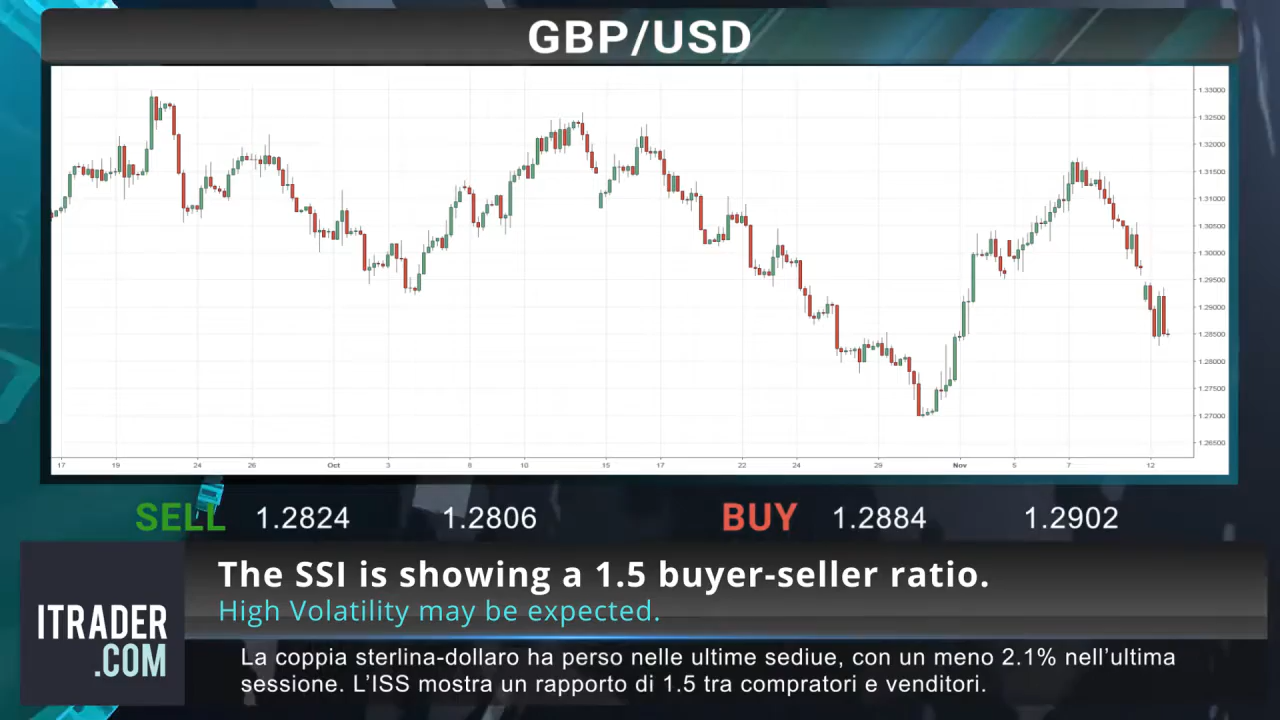 GBP/USD
1.33000
1.32500
1.32000
1.31500
1.31000
1.30500
1.30000
1.29500
1.29000
1.28500
1.28000
1.27500
1.27000
1.26500
17 19 24 26 Oct 3 8 10 15 17 22 24 29 Nov 5 7 12
SELL 1.2824 1.2806 BUY 1.2884 1.2902
The SSI is showing a 1.5 buyer-seller ratio.
High Volatility may be expected.
ITRADER
.COM
La coppia sterlina-dollaro ha perso nelle ultime sediue, con un meno 2.1% nell'ultima
sessione. L'ISS mostra un rapporto di 1.5 tra compratori e venditori.